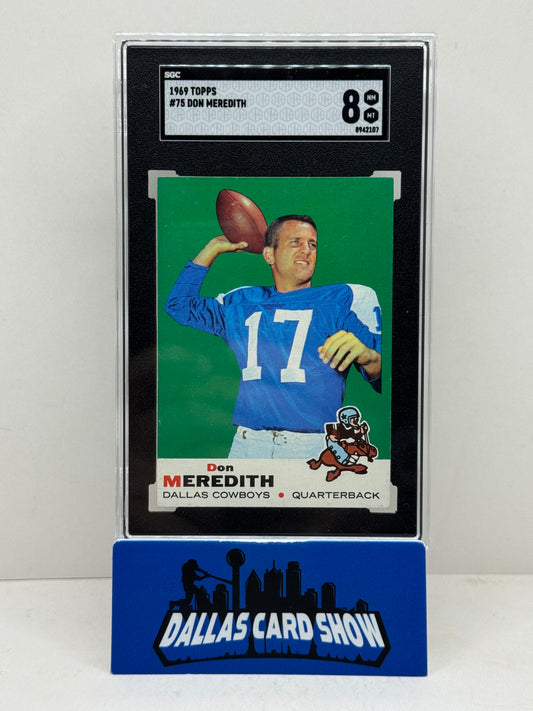 SGC
1969 TOPPS
#75 DON MEREDITH
8 NM MT
8942107
17
Don
MEREDITH
DALLAS COWBOYS • QUARTERBACK
DALLAS CARD SHOW